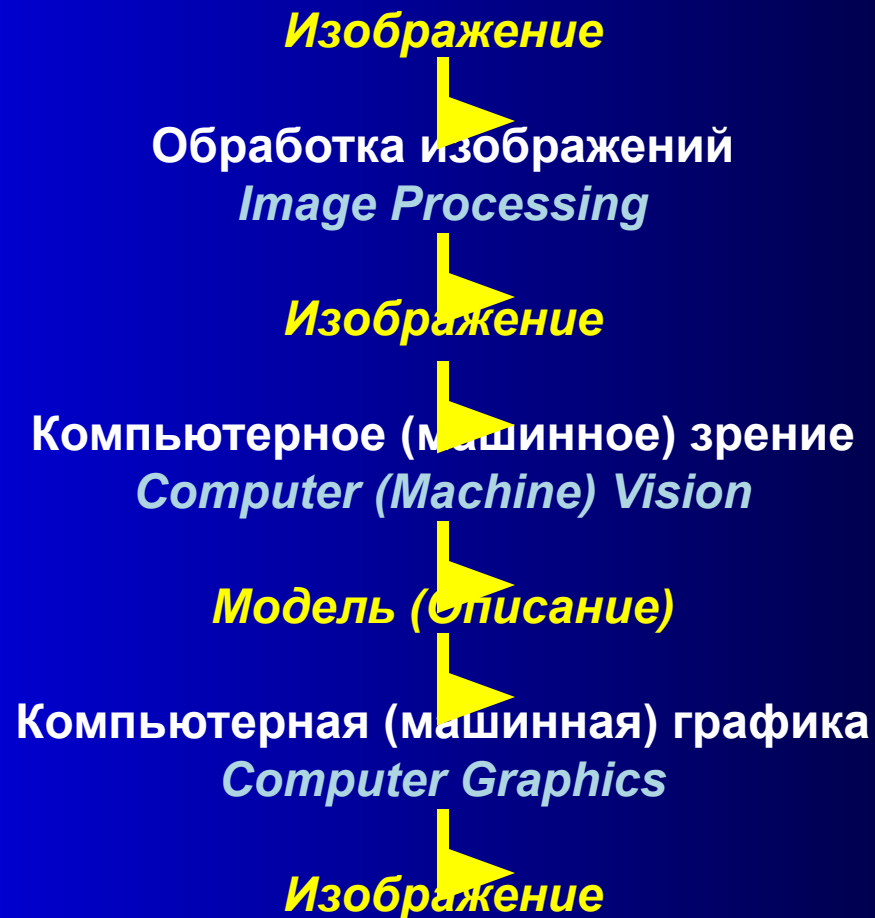 Изображение
Обработка изображений
Image Processing
Изображение
Компьютерное (машинное) зрение
Computer (Machine) Vision
Модель (Описание)
Компьютерная (машинная) графика
Computer Graphics
Изображение